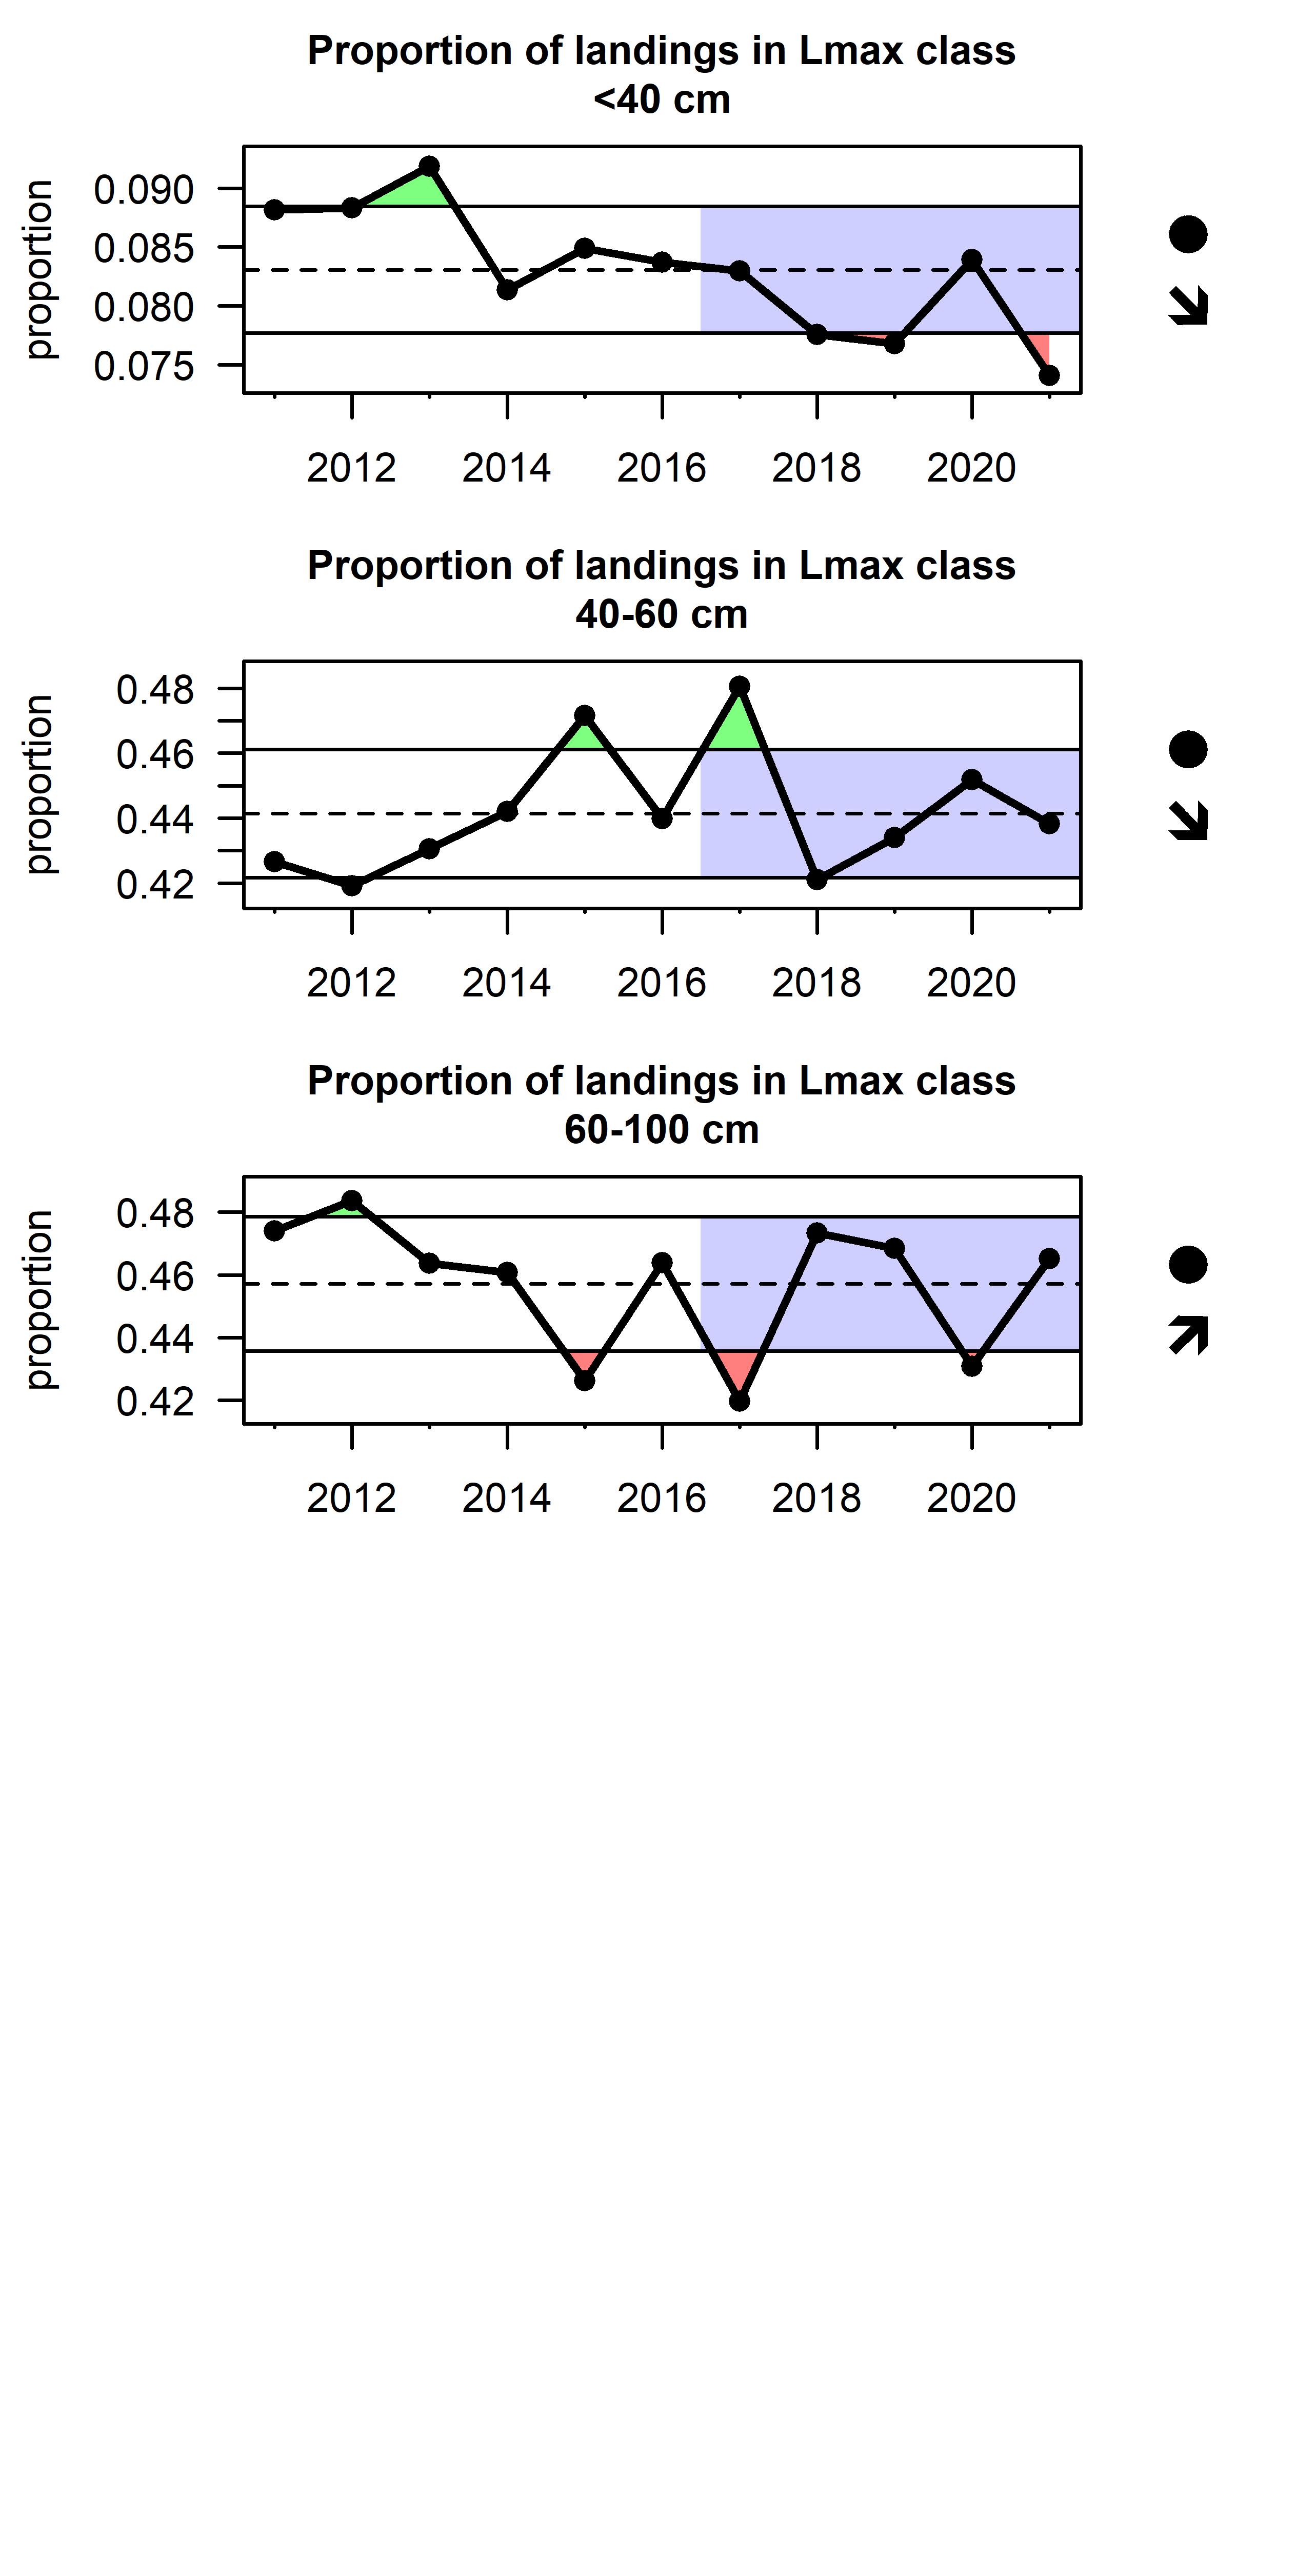 Proportion of landings in Lmax class
<40 cm
proportion
0.090
0.085
0.080
0.075
2012 2014 2016 2018 2020
Proportion of landings in Lmax class
40-60 cm
proportion
0.48
0.46
0.44
0.42
2012 2014 2016 2018 2020
Proportion of landings in Lmax class
60-100 cm
proportion
0.48
0.46
0.44
0.42
2012 2014 2016 2018 2020